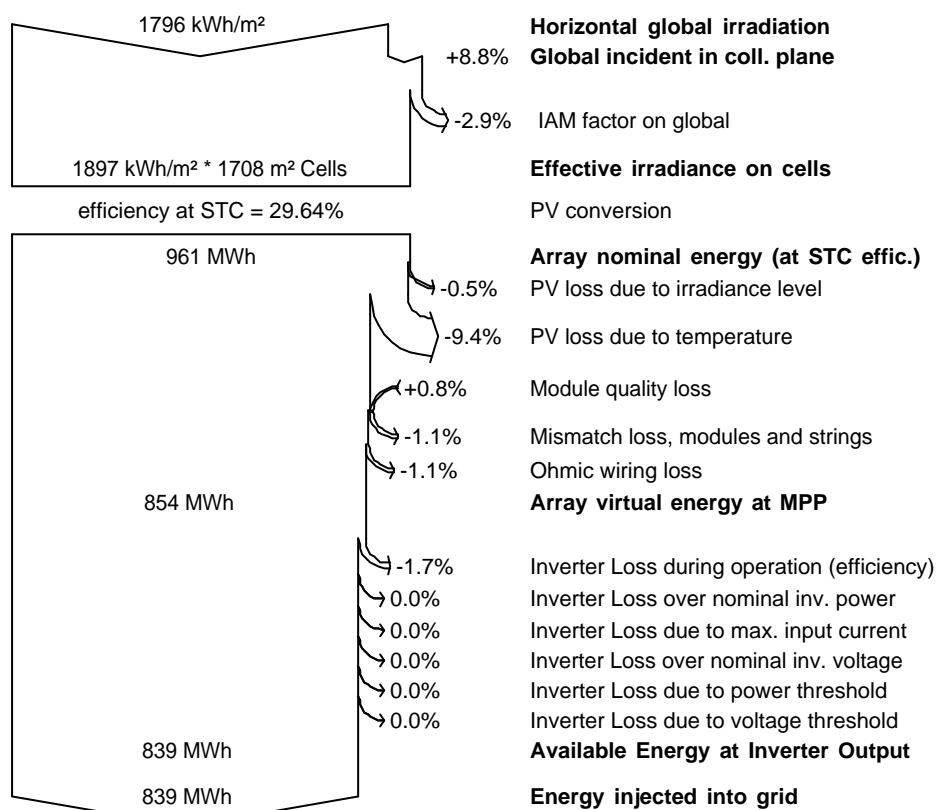 1796 kWh/m² Horizontal global irradiation
+8.8% Global incident in coll. plane
-2.9% IAM factor on global
1897 kWh/m² * 1708 m² Cells Effective irradiance on cells
efficiency at STC = 29.64% PV conversion
961 MWh Array nominal energy (at STC effic.)
-0.5% PV loss due to irradiance level
-9.4% PV loss due to temperature
+0.8% Module quality loss
-1.1% Mismatch loss, modules and strings
-1.1% Ohmic wiring loss
854 MWh Array virtual energy at MPP
-1.7% Inverter Loss during operation (efficiency)
0.0% Inverter Loss over nominal inv. power
0.0% Inverter Loss due to max. input current
0.0% Inverter Loss over nominal inv. voltage
0.0% Inverter Loss due to power threshold
0.0% Inverter Loss due to voltage threshold
839 MWh Available Energy at Inverter Output
839 MWh Energy injected into grid